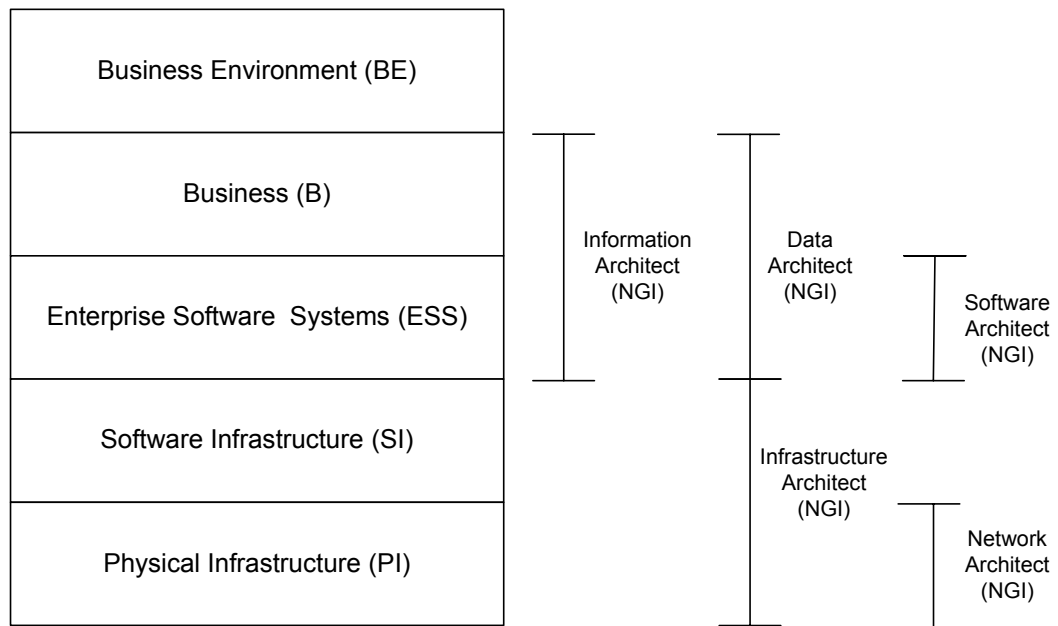 Business Environment (BE)
Business (B)
Enterprise Software Systems (ESS)
Software Infrastructure (SI)
Physical Infrastructure (PI)
Information
Architect
(NGI)
Data
Architect
(NGI)
Software
Architect
(NGI)
Infrastructure
Architect
(NGI)
Network
Architect
(NGI)